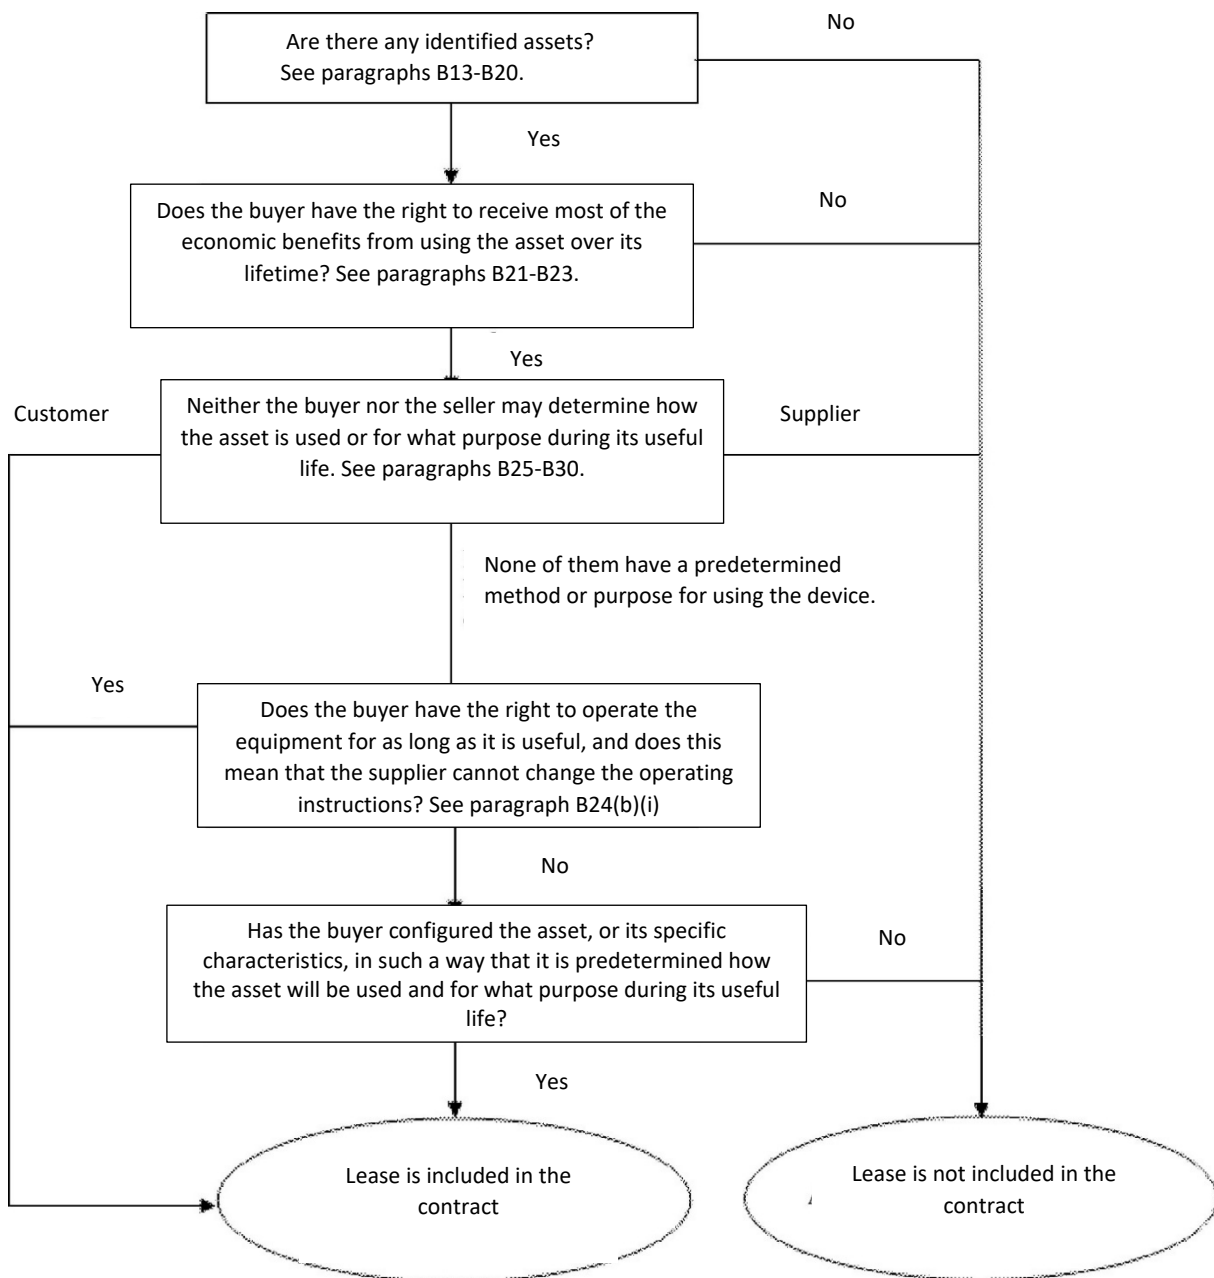 No
Are there any identified assets?
See paragraphs B13-B20.
Yes
Does the buyer have the right to receive most of the
economic benefits from using the asset over its
lifetime? See paragraphs B21-B23.
No
Yes
Customer
Neither the buyer nor the seller may determine how
the asset is used or for what purpose during its useful
life. See paragraphs B25-B30.
Supplier
None of them have a predetermined
method or purpose for using the device.
Yes
Does the buyer have the right to operate the
equipment for as long as it is useful, and does this
mean that the supplier cannot change the operating
instructions? See paragraph B24(b)(i)
No
Has the buyer configured the asset, or its specific
characteristics, in such a way that it is predetermined how
the asset will be used and for what purpose during its useful
life?
No
Yes
Lease is included in the
contract
Lease is not included in the
contract